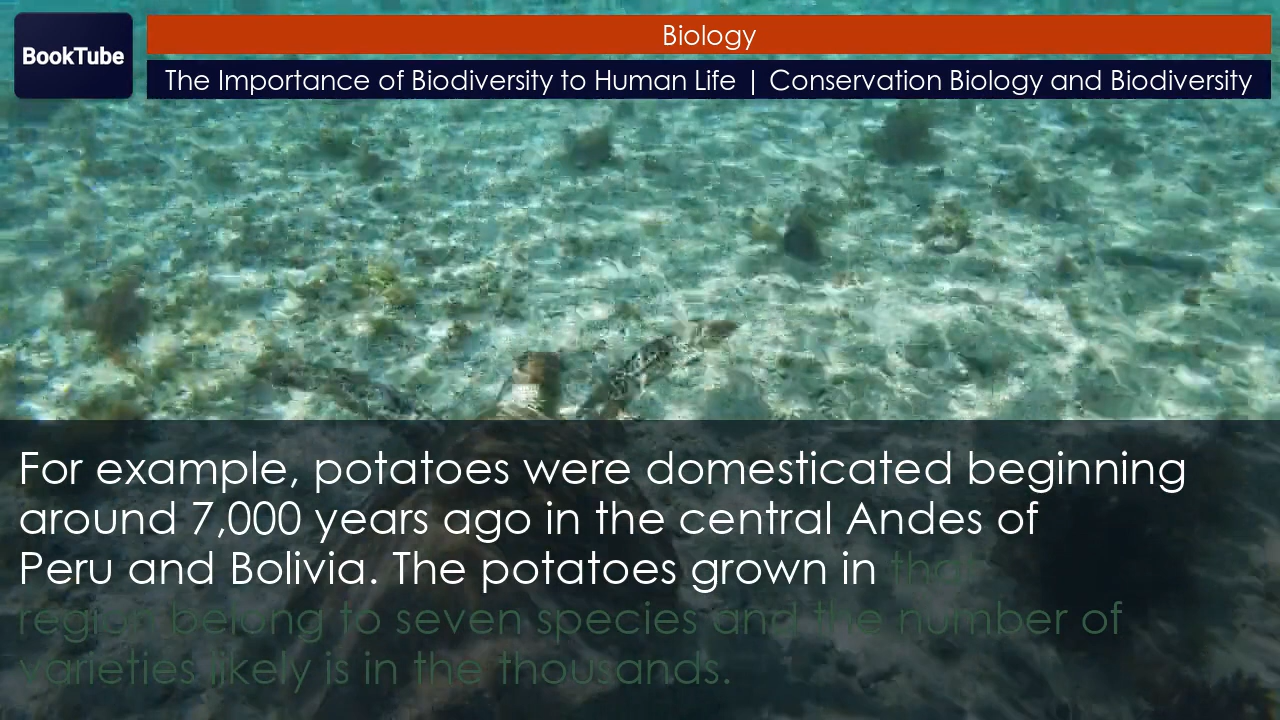 BookTube
Biology
The Importance of Biodiversity to Human Life | Conservation Biology and Biodiversity
For example, potatoes were domesticated beginning
around 7,000 years ago in the central Andes of
Peru and Bolivia. The potatoes grown in that
region belong to seven species and the number of
varieties likely is in the thousands.